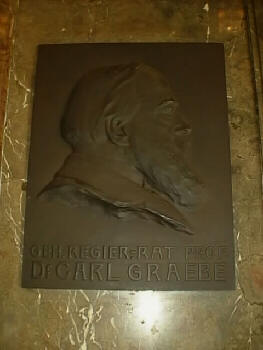 GEH. REGIER=RAT PROF.
Dr CARL GRAEBE